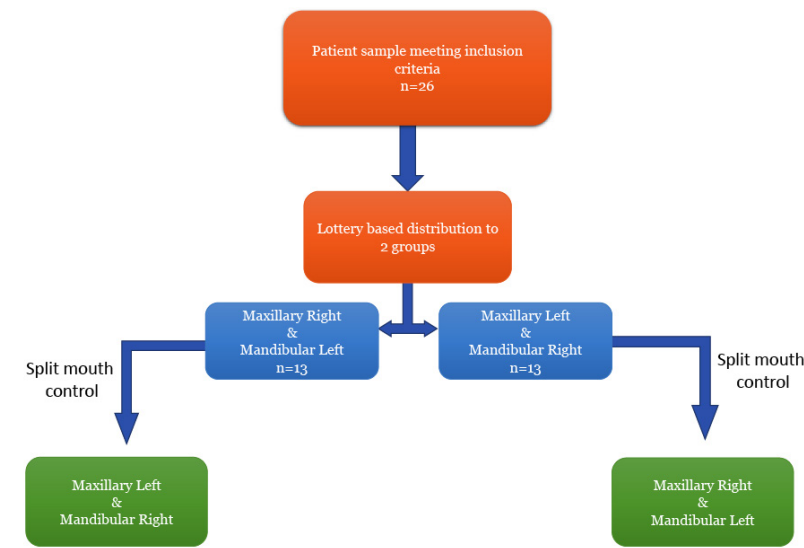 Patient sample meeting inclusion
criteria
n=26
Lottery based distribution to
2 groups
Maxillary Right
&
Mandibular Left
n=13
Maxillary Left
&
Mandibular Right
n=13
Split mouth
control
Split mouth
control
Maxillary Left
&
Mandibular Right
Maxillary Right
&
Mandibular Left